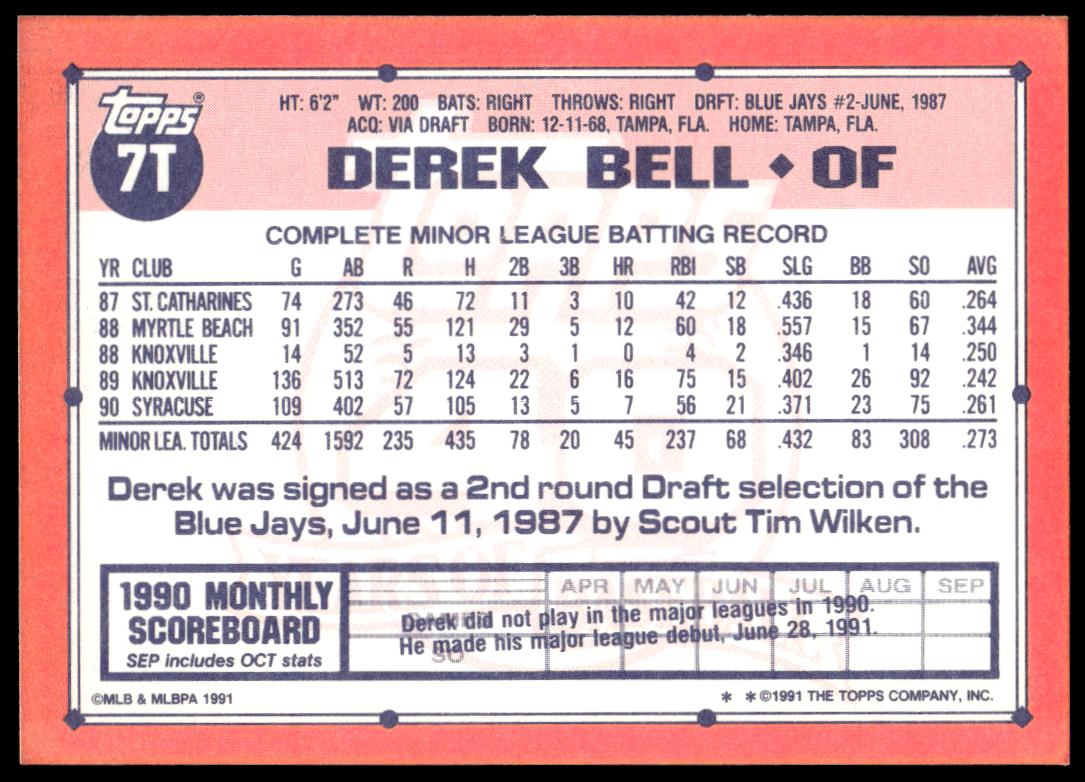 topps®
7T
HT: 6'2" WT: 200 BATS: RIGHT THROWS: RIGHT DRFT: BLUE JAYS #2-JUNE, 1987
ACQ: VIA DRAFT BORN: 12-11-68, TAMPA, FLA. HOME: TAMPA, FLA.
DEREK BELL ◆ OF
COMPLETE MINOR LEAGUE BATTING RECORD
YR CLUB G AB R H 2B 3B HR RBI SB SLG BB SO AVG
87 ST. CATHARINES 74 273 46 72 11 3 10 42 12 .436 18 60 .264
88 MYRTLE BEACH 91 352 55 121 29 5 12 60 18 .557 15 67 .344
88 KNOXVILLE 14 52 5 13 3 1 0 4 2 .346 1 14 .250
89 KNOXVILLE 136 513 72 124 22 6 16 75 15 .402 26 92 .242
90 SYRACUSE 109 402 57 105 13 5 7 56 21 .371 23 75 .261
MINOR LEA. TOTALS 424 1592 235 435 78 20 45 237 68 .432 83 308 .273
Derek was signed as a 2nd round Draft selection of the
Blue Jays, June 11, 1987 by Scout Tim Wilken.
1990 MONTHLY
SCOREBOARD
SEP includes OCT stats
APR MAY JUN JUL AUG SEP
Derek did not play in the major leagues in 1990.
He made his major league debut, June 28, 1991.
SO
©MLB & MLBPA 1991
* *©1991 THE TOPPS COMPANY, INC.